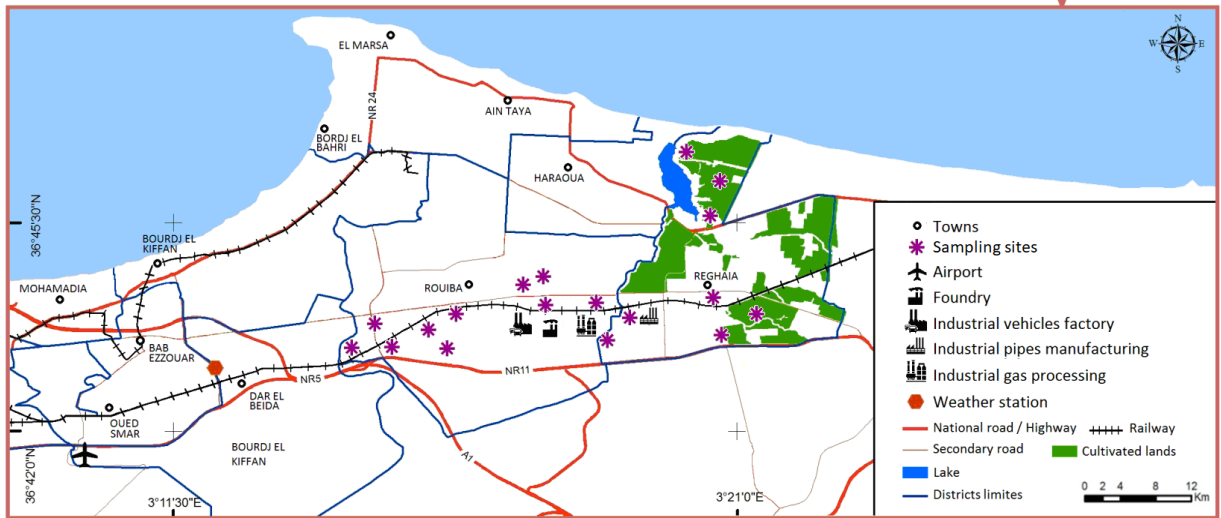 N
W E
S
EL MARSA
NR 24
AIN TAYA
BORDJ EL
BAHRI
HARAOUA
36°45'30"N
BOURDJ EL
KIFFAN
MOHAMADIA
ROUIBA
REGHAIA
BAB
EZZOUAR
NR5
NR11
DAR EL
BEIDA
OUED
SMAR
BOURDJ EL
KIFFAN
A1
36°42'0"N
3°11'30"E
3°21'0"E
Towns
Sampling sites
Airport
Foundry
Industrial vehicles factory
Industrial pipes manufacturing
Industrial gas processing
Weather station
National road / Highway Railway
Secondary road Cultivated lands
Lake
Districts limites
0 2 4 8 12
Km